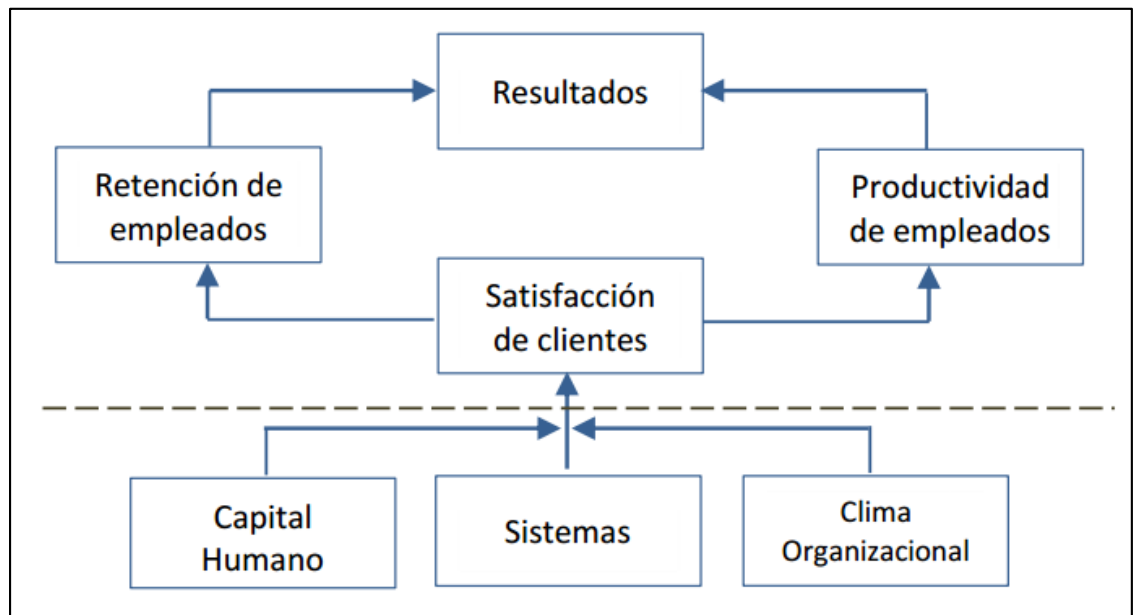 Resultados
Retención de
empleados
Productividad
de empleados
Satisfacción
de clientes
Capital
Humano
Sistemas
Clima
Organizacional